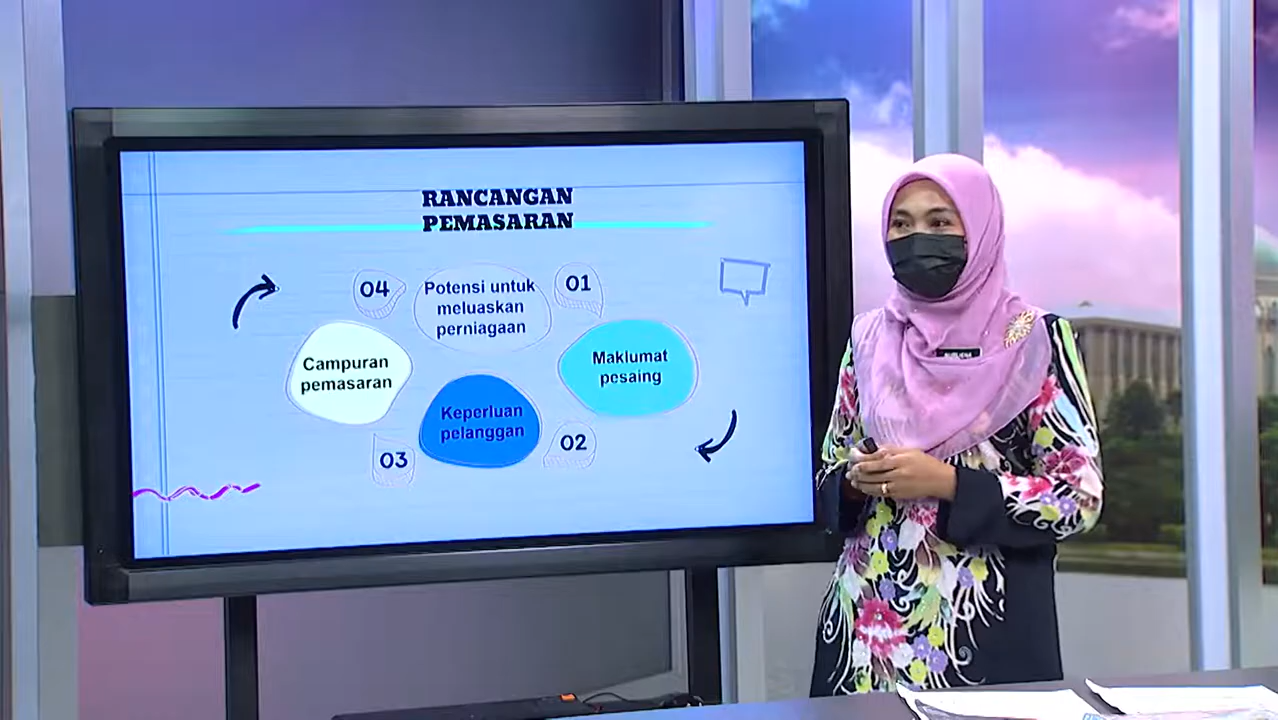 RANCANGAN
PEMASARAN
04
Potensi untuk
meluaskan
perniagaan
01
Campuran
pemasaran
Maklumat
pesaing
Keperluan
pelanggan
03
02